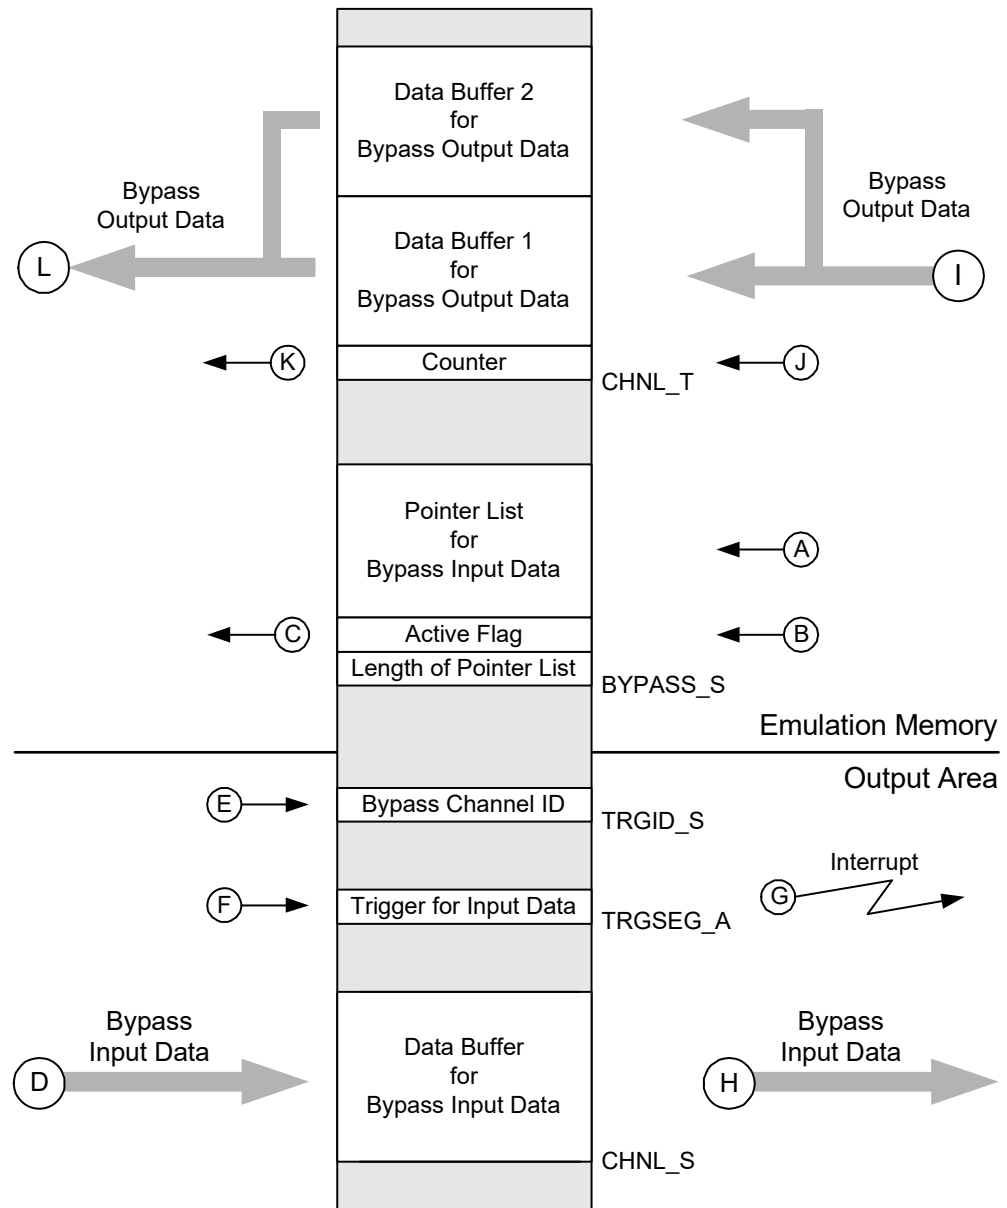 Data Buffer 2
for
Bypass Output Data
Bypass
Output Data
Bypass
Output Data
L
Data Buffer 1
for
Bypass Output Data
I
K
Counter
J
CHNL_T
Pointer List
for
Bypass Input Data
A
C
Active Flag
B
Length of Pointer List
BYPASS_S
Emulation Memory
Output Area
E
Bypass Channel ID
TRGID_S
Interrupt
F
Trigger for Input Data
G
TRGSEG_A
Bypass
Input Data
Bypass
Input Data
D
Data Buffer
for
Bypass Input Data
H
CHNL_S